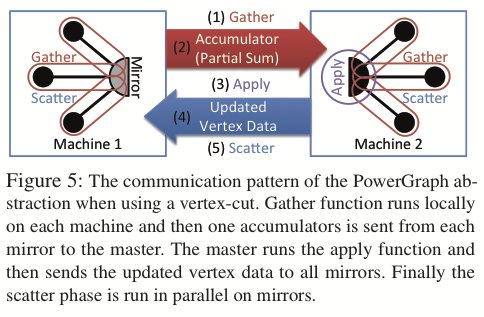 (1) Gather
Gather
Scatter
Mirror
Machine 1
(2) Accumulator
(Partial Sum)
(3) Apply
(4) Updated
Vertex Data
(5) Scatter
Apply
Gather
Scatter
Machine 2
Figure 5: The communication pattern of the PowerGraph ab-
straction when using a vertex-cut. Gather function runs locally
on each machine and then one accumulators is sent from each
mirror to the master. The master runs the apply function and
then sends the updated vertex data to all mirrors. Finally the
scatter phase is run in parallel on mirrors.